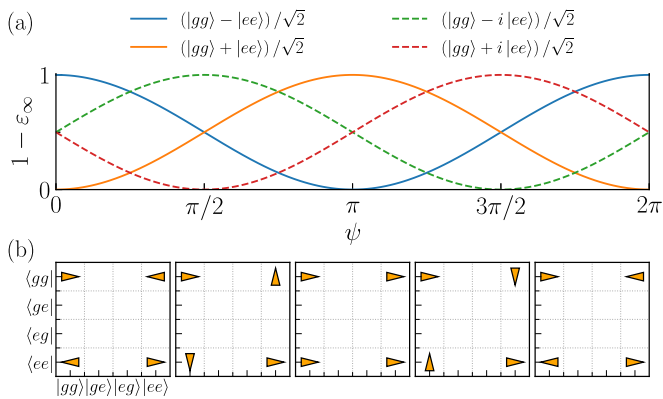 (a)
(|gg⟩ − |ee⟩)/√2
(|gg⟩ − i|ee⟩)/√2
(|gg⟩ + |ee⟩)/√2
(|gg⟩ + i|ee⟩)/√2
1
1 − ε∞
0
0 π/2 π 3π/2 2π
ψ
(b)
⟨gg|
⟨ge|
⟨eg|
⟨ee|
|gg⟩|ge⟩|eg⟩|ee⟩